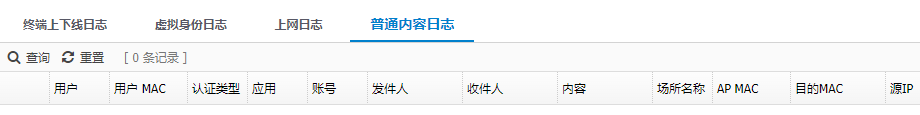 终端上下线日志 虚拟身份日志 上网日志 普通内容日志
查询 重置 [ 0 条记录 ]
用户 用户 MAC 认证类型 应用 账号 发件人 收件人 内容 场所名称 AP MAC 目的MAC 源IP